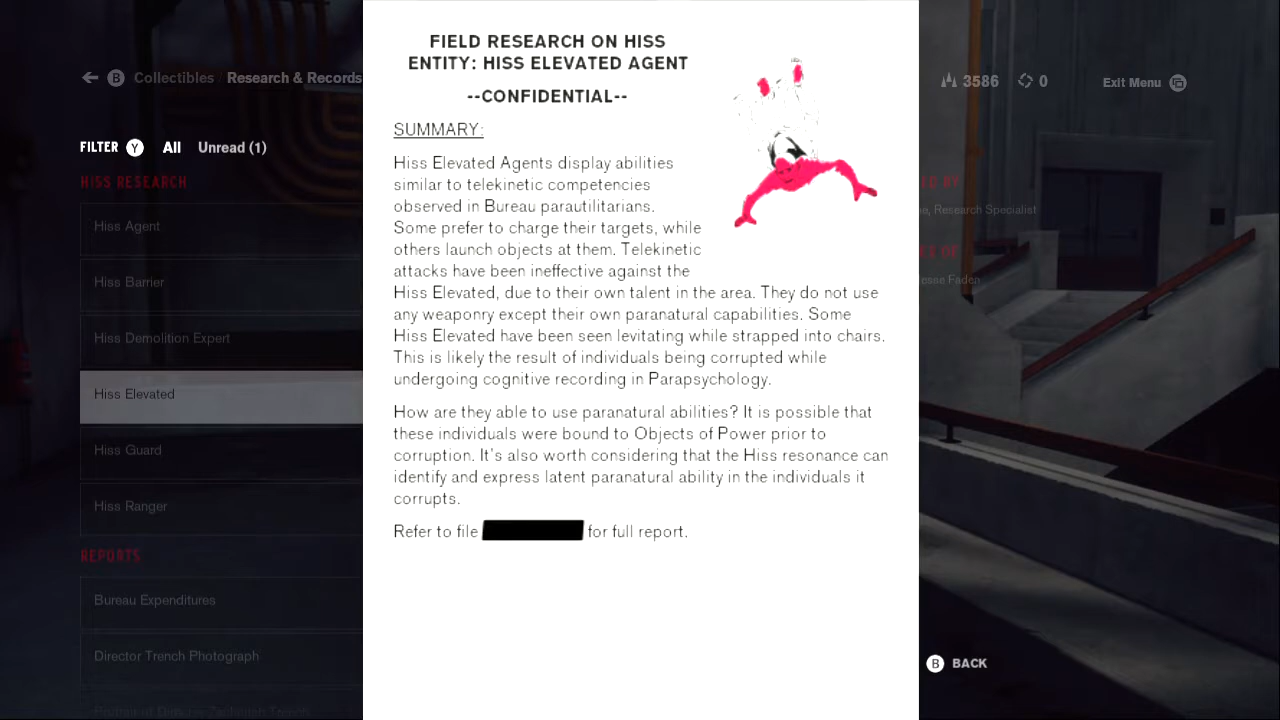 FIELD RESEARCH ON HISS
ENTITY: HISS ELEVATED AGENT
--CONFIDENTIAL--
SUMMARY:
Hiss Elevated Agents display abilities
similar to telekinetic competencies
observed in Bureau parautilitarians.
Some prefer to charge their targets, while
others launch objects at them. Telekinetic
attacks have been ineffective against the
Hiss Elevated, due to their own talent in the area. They do not use
any weaponry except their own paranatural capabilities. Some
Hiss Elevated have been seen levitating while strapped into chairs.
This is likely the result of individuals being corrupted while
undergoing cognitive recording in Parapsychology.
How are they able to use paranatural abilities? It is possible that
these individuals were bound to Objects of Power prior to
corruption. It's also worth considering that the Hiss resonance can
identify and express latent paranatural ability in the individuals it
corrupts.
Refer to file for full report.
B Collectibles / Research & Records
3586 0
Exit Menu
FILTER Y All Unread (1)
HISS RESEARCH
Hiss Agent
Hiss Barrier
Hiss Demolition Expert
Hiss Elevated
Hiss Guard
Hiss Ranger
REPORTS
Bureau Expenditures
Director Trench Photograph
Research Specialist
Faden
B BACK